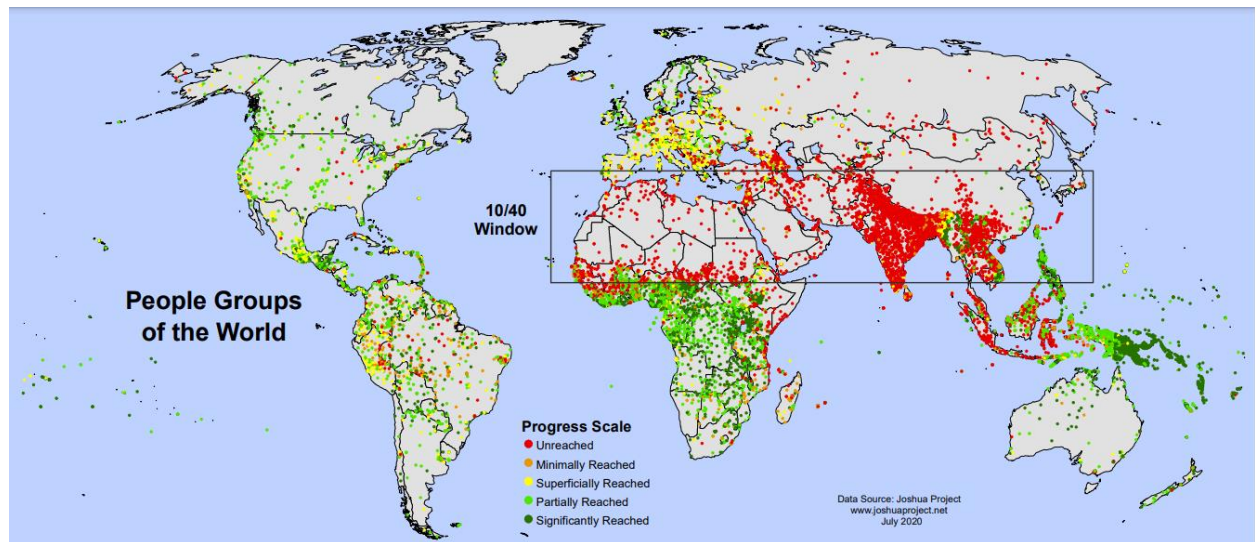 10/40
Window
People Groups
of the World
Progress Scale
Unreached
Minimally Reached
Superficially Reached
Partially Reached
Significantly Reached
Data Source: Joshua Project
www.joshuaproject.net
July 2020